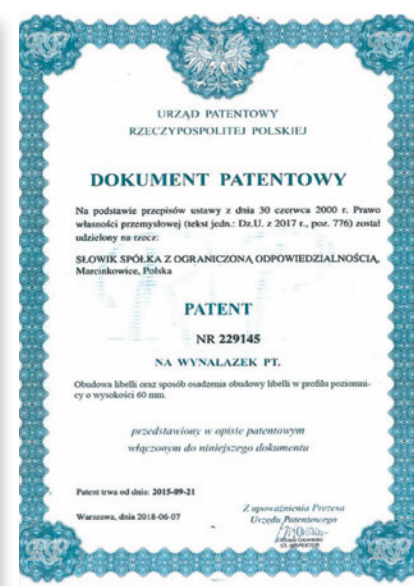 URZĄD PATENTOWY
RZECZYPOSPOLITEJ POLSKIEJ
DOKUMENT PATENTOWY
Na podstawie przepisów ustawy z dnia 30 czerwca 2000 r. Prawo
własności przemysłowej (tekst jedn.: Dz.U. z 2017 r., poz. 776) został
udzielony na rzecz:
SŁOWIK SPÓŁKA Z OGRANICZONĄ ODPOWIEDZIALNOŚCIĄ,
Marcinkowice, Polska
PATENT
NR 229145
NA WYNALAZEK PT.
Obudowa libelli oraz sposób osadzenia obudowy libelli w profilu poziomni-
cy o wysokości 60 mm.
przedstawiony w opisie patentowym
włączonym do niniejszego dokumentu
Patent trwa od dnia: 2015-09-21
Warszawa, dnia 2018-06-07
Z upoważnienia Prezesa
Urzędu Patentowego